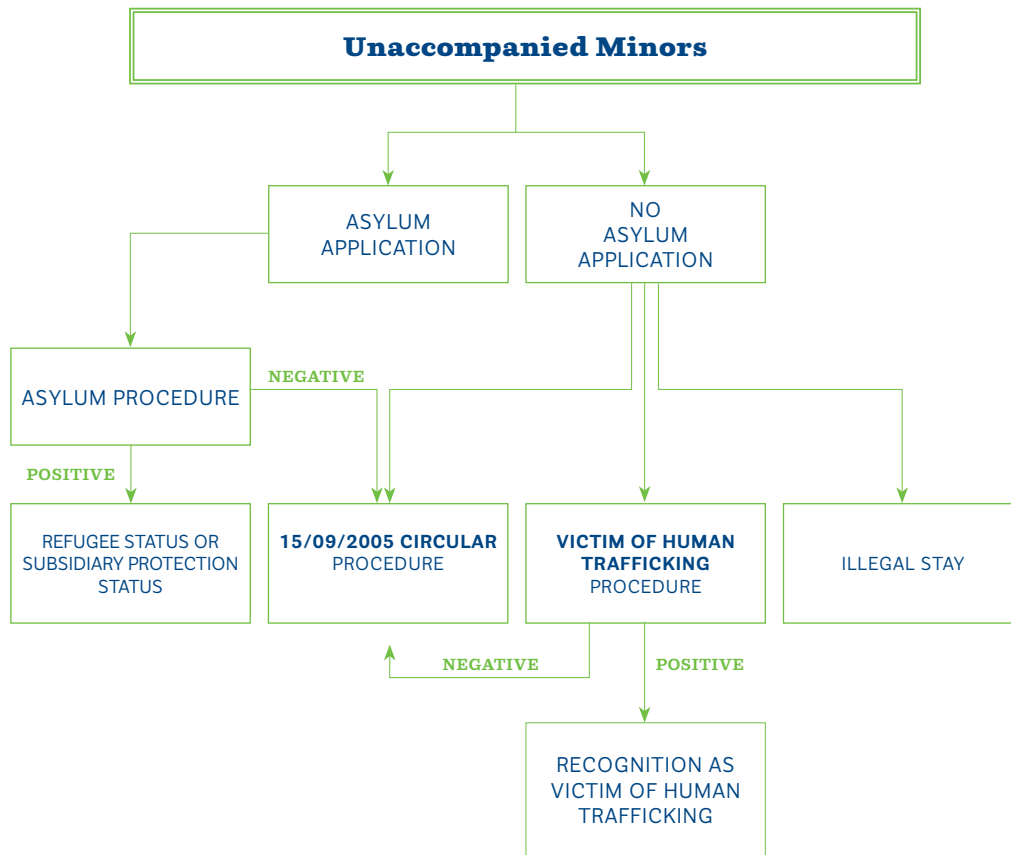 Unaccompanied Minors
ASYLUM
APPLICATION
NO
ASYLUM
APPLICATION
ASYLUM PROCEDURE
NEGATIVE
POSITIVE
REFUGEE STATUS OR
SUBSIDIARY PROTECTION
STATUS
15/09/2005 CIRCULAR
PROCEDURE
VICTIM OF HUMAN
TRAFFICKING
PROCEDURE
ILLEGAL STAY
NEGATIVE
POSITIVE
RECOGNITION AS
VICTIM OF HUMAN
TRAFFICKING